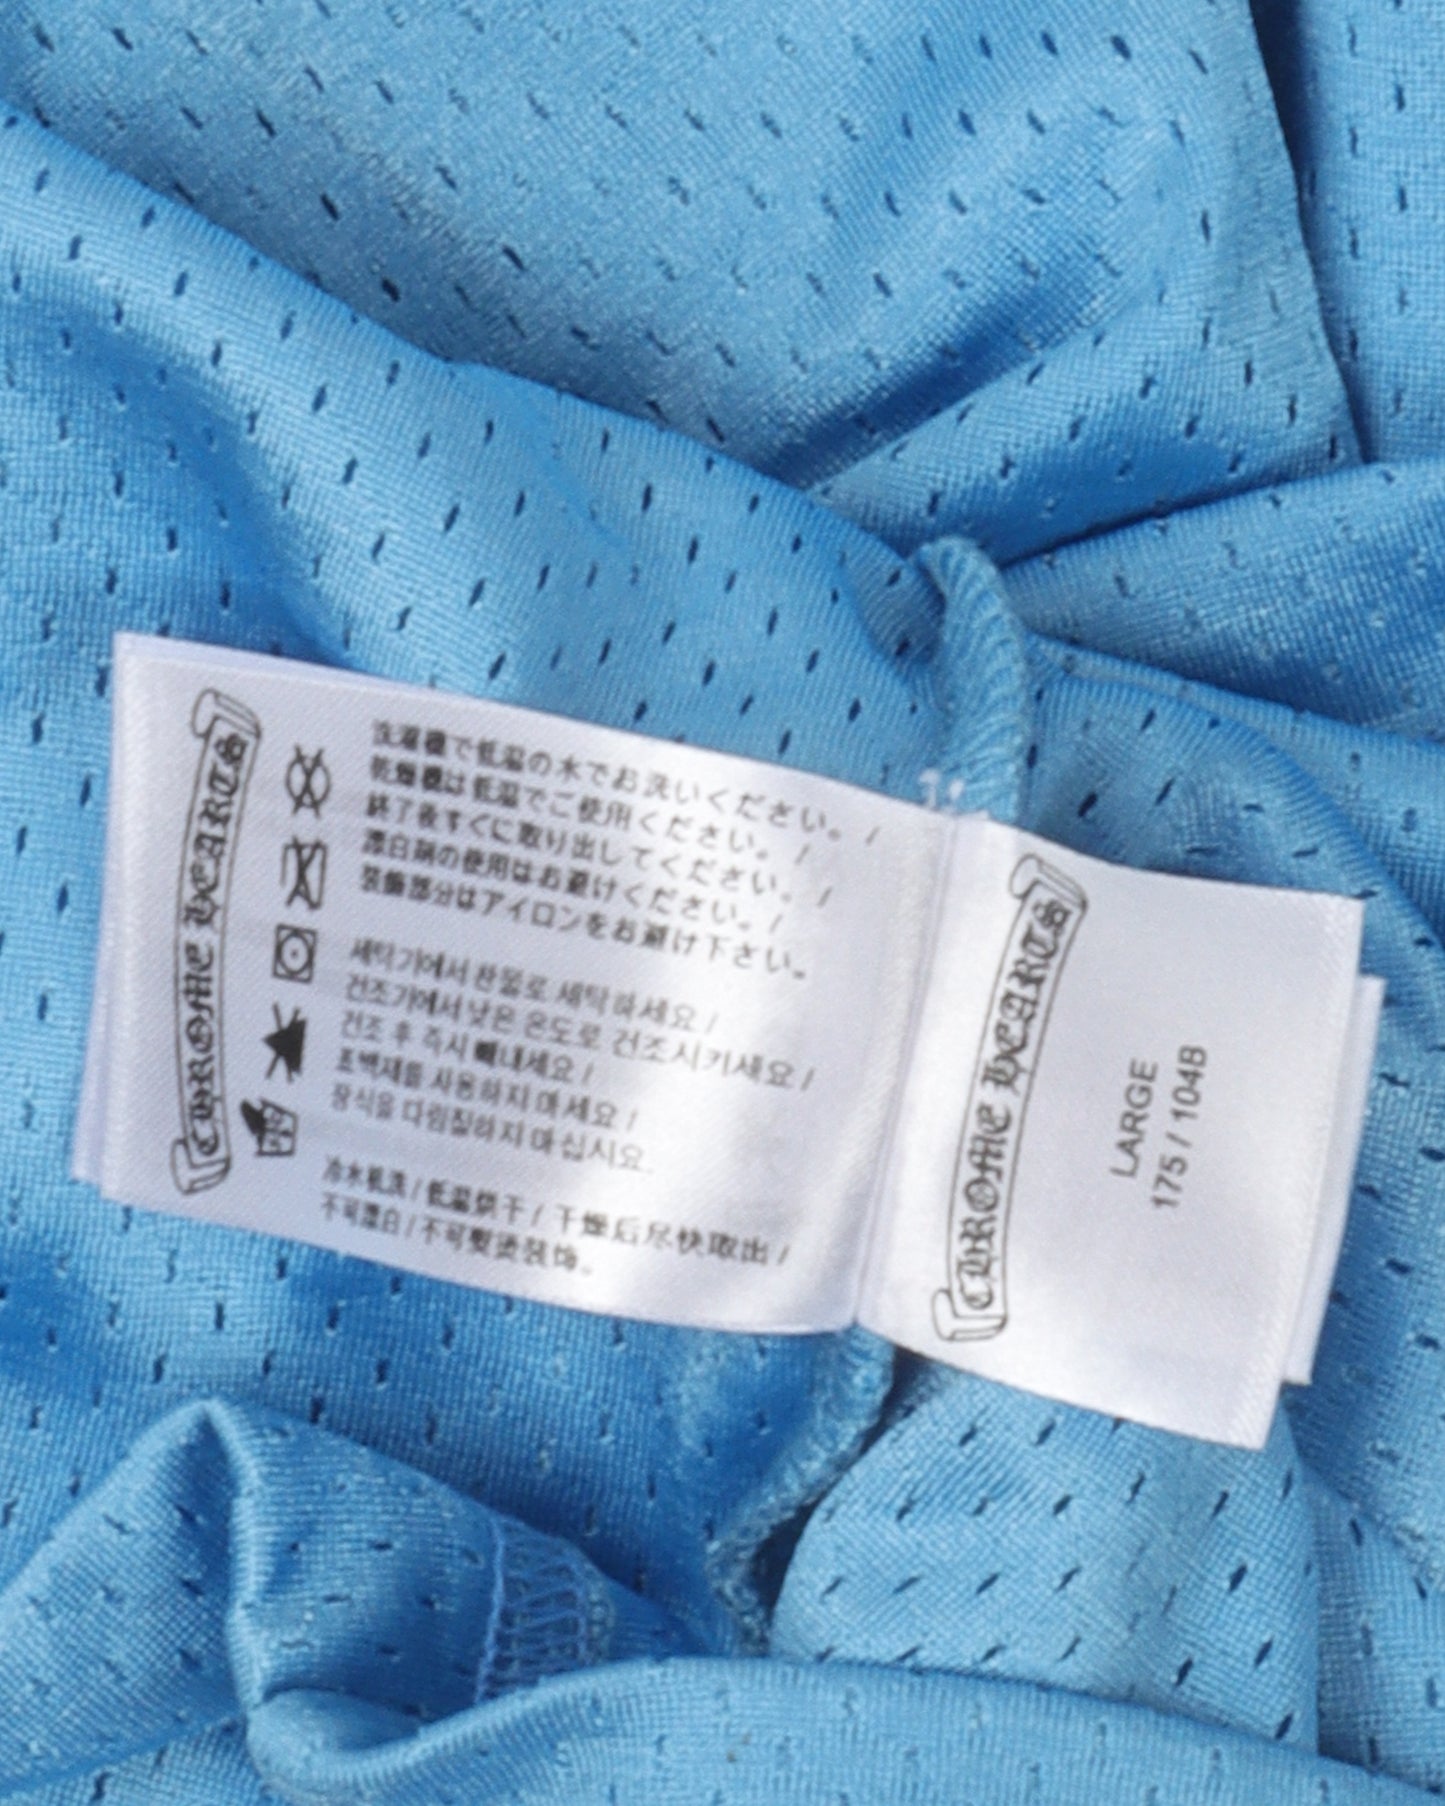 CHROME HEARTS
洗濯機で低温の水でお洗いください。 /
乾燥機は低温でご使用ください。 /
終了後すぐに取り出してください。 /
漂白剤の使用はお避けください。 /
装飾部分はアイロンをお避け下さい。
세탁기에서 찬물로 세탁하세요 /
건조기에서 낮은 온도로 건조시키세요 /
건조 후 즉시 빼내세요 /
표백제를 사용하지 마세요 /
장식을 다림질하지 마십시오.
冷水机洗 / 低温烘干 / 干燥后尽快取出 /
不可漂白 / 不可熨烫装饰。
CHROME HEARTS
LARGE
175 / 104B